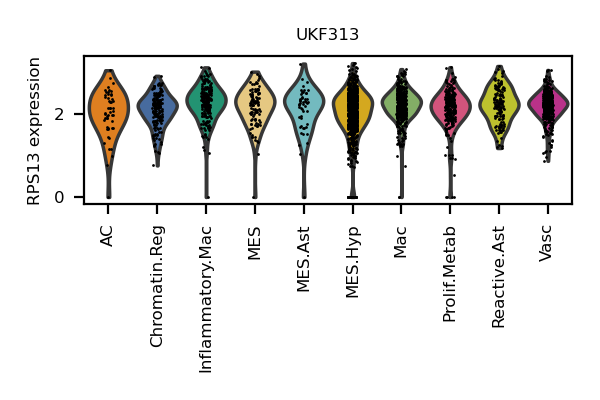 UKF313
RPS13 expression
2
0
AC
Chromatin.Reg
Inflammatory.Mac
MES
MES.Ast
MES.Hyp
Mac
Prolif.Metab
Reactive.Ast
Vasc